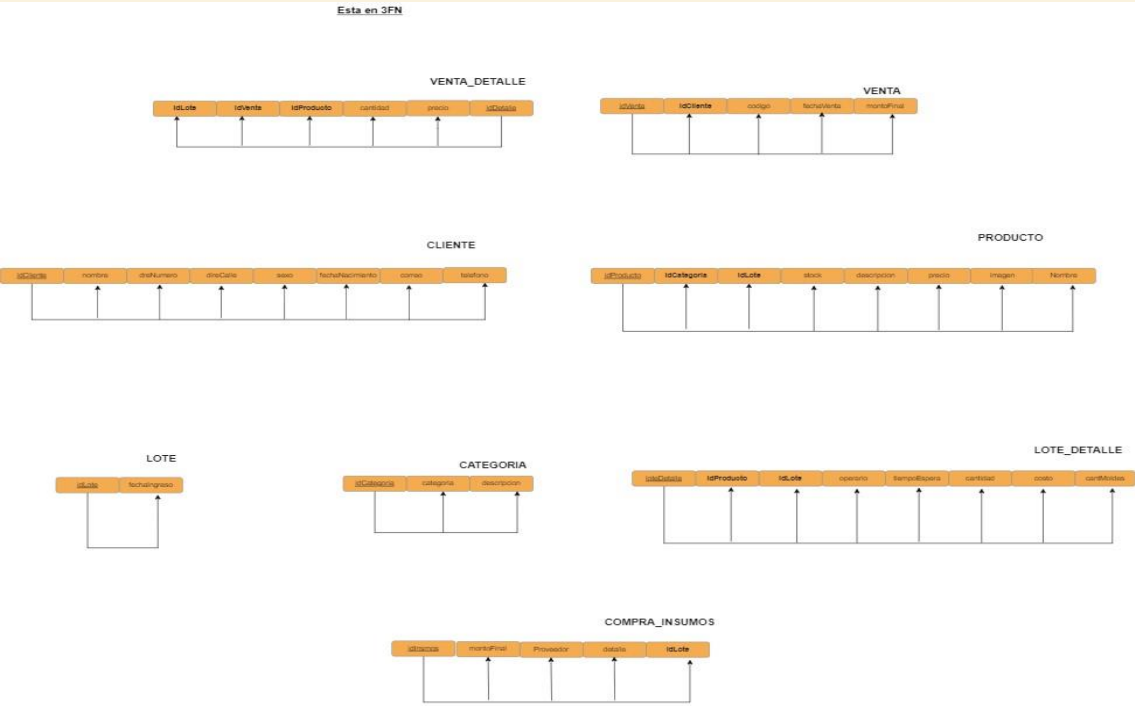 Esta en 3FN
VENTA_DETALLE
IdLote IdVenta IdProducto cantidad precio idDetalle
VENTA
idVenta IdCliente codigo fechaVenta montoFinal
CLIENTE
idCliente nombre direNumero direCalle sexo fechaNacimiento correo telefono
PRODUCTO
idProducto IdCategoria IdLote stock descripcion precio imagen Nombre
LOTE
idLote fechaIngreso
CATEGORIA
idCategoria categoria descripcion
LOTE_DETALLE
IdProducto IdLote operario tiempoEspera cantidad costo cantMoldes
COMPRA_INSUMOS
idInsumos montoFinal Proveedor detalle IdLote